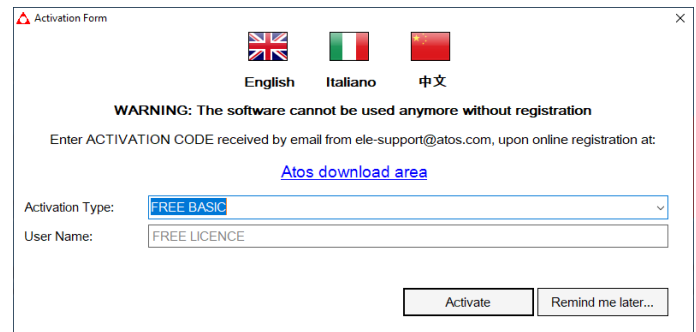 Activation Form
English Italiano 中文
WARNING: The software cannot be used anymore without registration
Enter ACTIVATION CODE received by email from ele-support@atos.com, upon online registration at:
Atos download area
Activation Type: FREE BASIC
User Name: FREE LICENCE
Activate Remind me later...